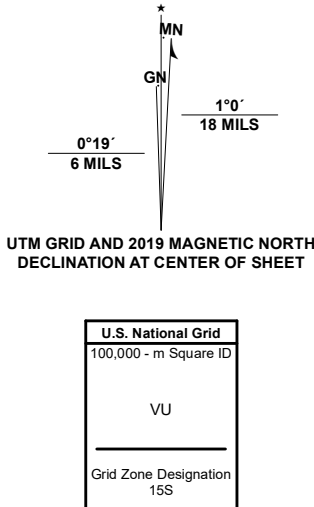 ★
MN
GN
1°0´
18 MILS
0°19´
6 MILS
UTM GRID AND 2019 MAGNETIC NORTH
DECLINATION AT CENTER OF SHEET
U.S. National Grid
100,000 - m Square ID
VU
Grid Zone Designation
15S